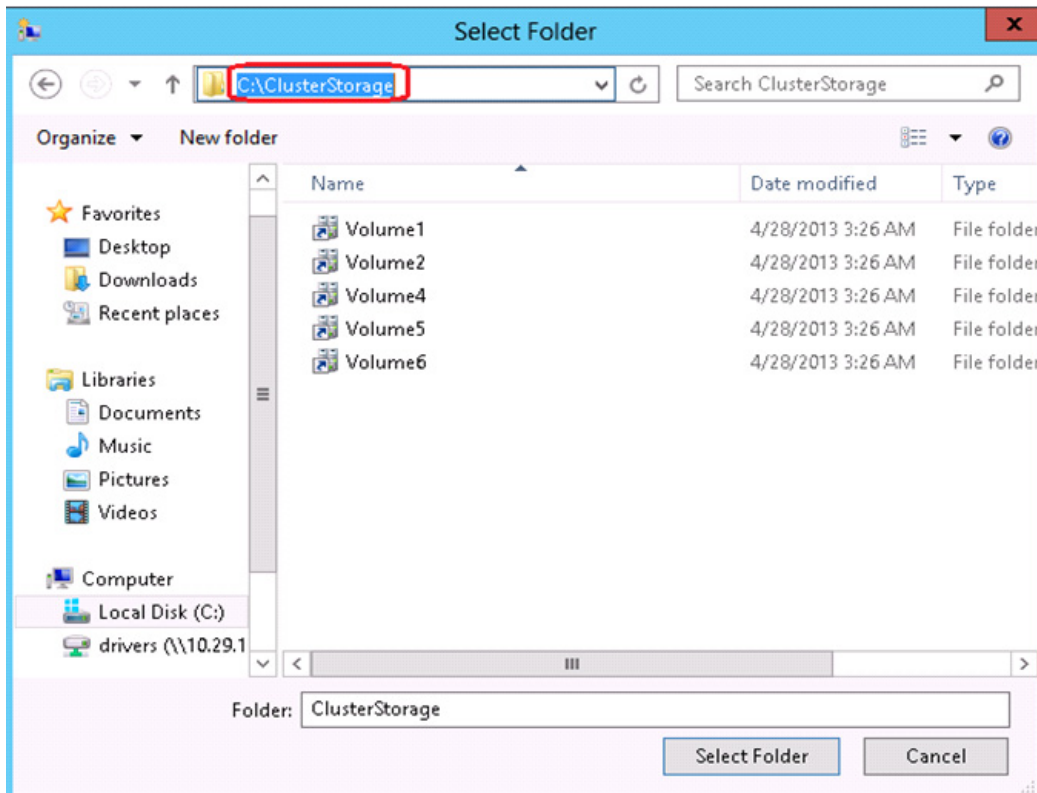 Select Folder
x
C:\ClusterStorage
Search ClusterStorage
Organize
New folder
Name
Date modified
Type
Favorites
Desktop
Downloads
Recent places
Libraries
Documents
Music
Pictures
Videos
Computer
Local Disk (C:)
drivers (\\10.29.1
Volume1 4/28/2013 3:26 AM File folder
Volume2 4/28/2013 3:26 AM File folder
Volume4 4/28/2013 3:26 AM File folder
Volume5 4/28/2013 3:26 AM File folder
Volume6 4/28/2013 3:26 AM File folder
Folder: ClusterStorage
Select Folder
Cancel